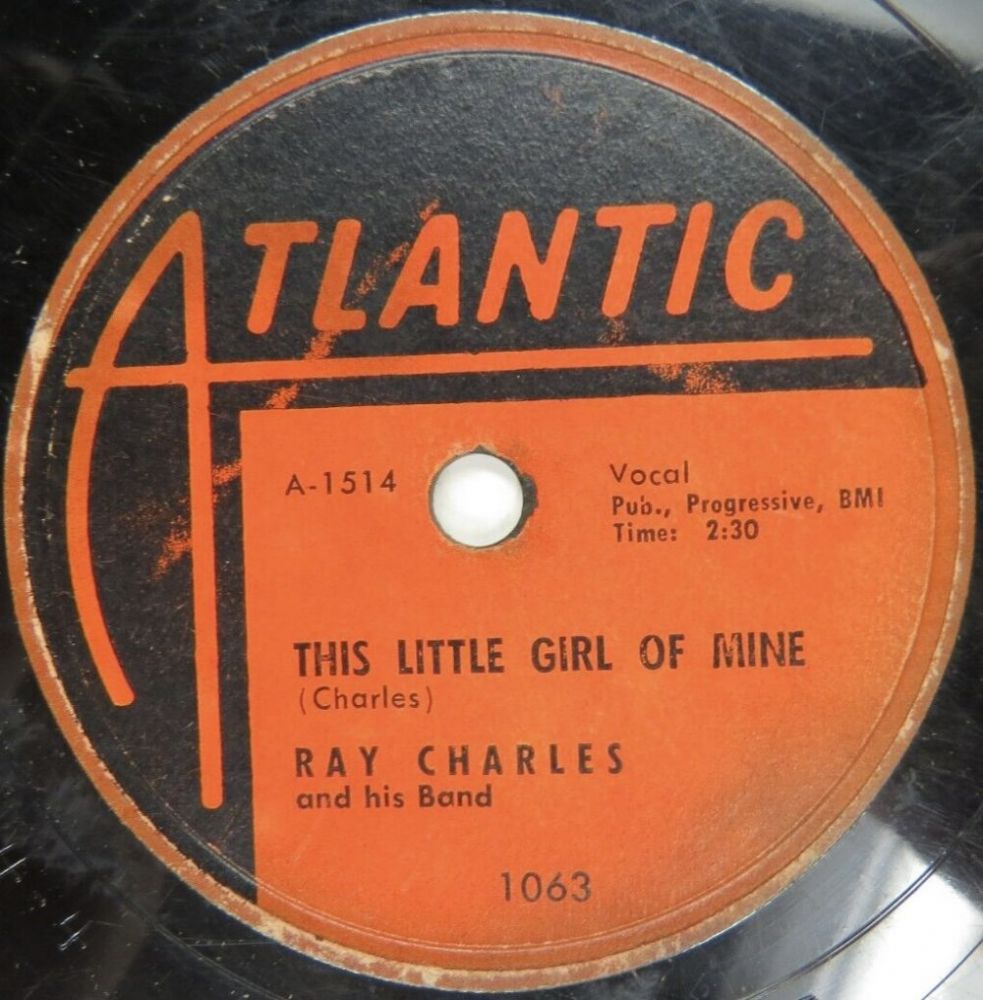 ATLANTIC
A-1514
Vocal
Pub., Progressive, BMI
Time: 2:30
THIS LITTLE GIRL OF MINE
(Charles)
RAY CHARLES
and his Band
1063